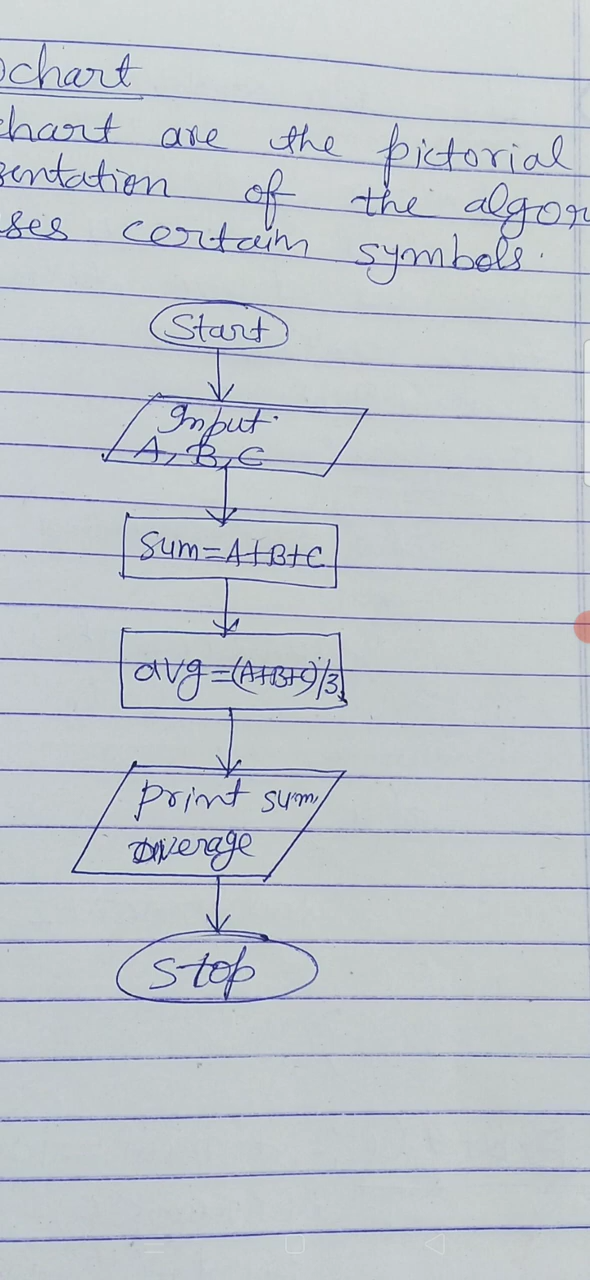 ochart
chart are the pictorial
sentation of the algor
ses certain symbols.
Start
Input
A, B, C
Sum=A+B+C
avg=(A+B+C)/3
print sum,
average
Stop